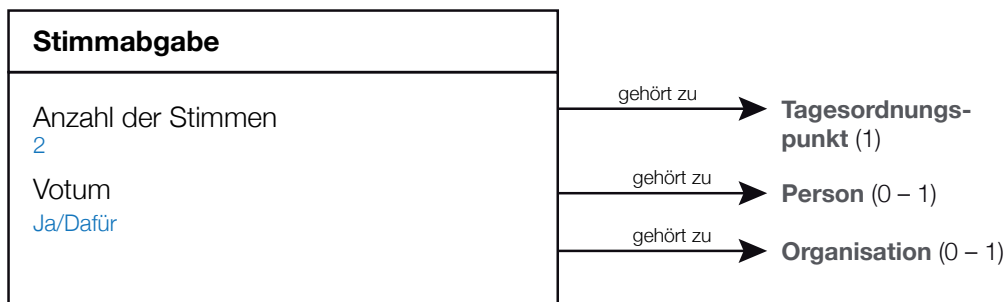 Stimmabgabe
Anzahl der Stimmen
2
Votum
Ja/Dafür
gehört zu
Tagesordnungs-
punkt (1)
gehört zu
Person (0 – 1)
gehört zu
Organisation (0 – 1)